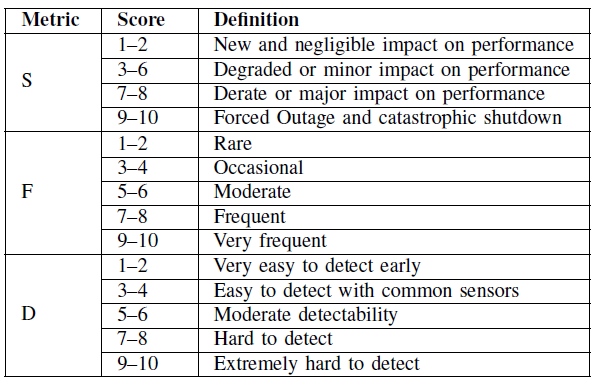 Metric Score Definition
S
1–2 New and negligible impact on performance
3–6 Degraded or minor impact on performance
7–8 Derate or major impact on performance
9–10 Forced Outage and catastrophic shutdown
F
1–2 Rare
3–4 Occasional
5–6 Moderate
7–8 Frequent
9–10 Very frequent
D
1–2 Very easy to detect early
3–4 Easy to detect with common sensors
5–6 Moderate detectability
7–8 Hard to detect
9–10 Extremely hard to detect